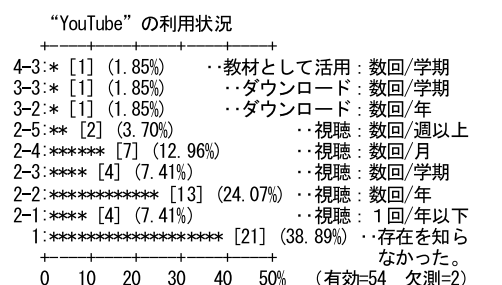 “YouTube”の利用状況
+----+----+----+----+----+
4-3:* [1] (1.85%) ‥教材として活用：数回/学期
3-3:* [1] (1.85%) ‥ダウンロード：数回/学期
3-2:* [1] (1.85%) ‥ダウンロード：数回/年
2-5:** [2] (3.70%) ‥視聴：数回/週以上
2-4:****** [7] (12.96%) ‥視聴：数回/月
2-3:**** [4] (7.41%) ‥視聴：数回/学期
2-2:************ [13] (24.07%) ‥視聴：数回/年
2-1:**** [4] (7.41%) ‥視聴：１回/年以下
1:******************* [21] (38.89%) ‥存在を知ら
なかった。
+----+----+----+----+----+
0 10 20 30 40 50% (有効=54 欠測=2)